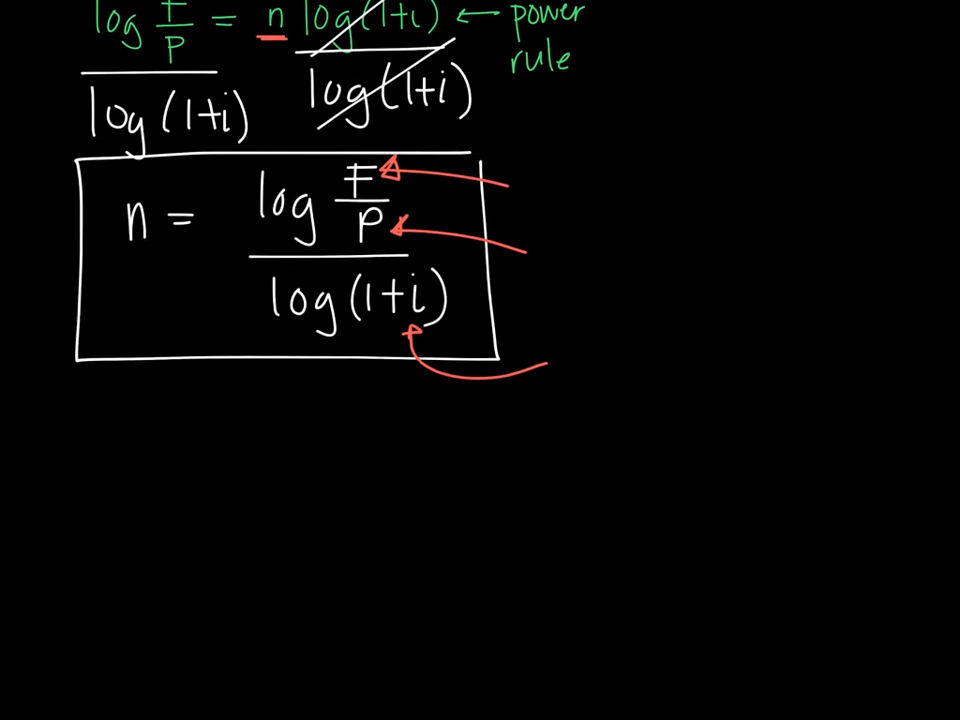 log F/P = n log(1+i) ← power
rule
log(1+i) log(1+i)
n = log F/P
log(1+i)